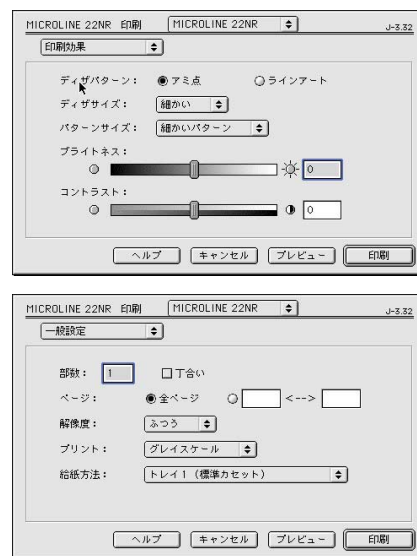 MICROLINE 22NR 印刷 MICROLINE 22NR J-3.32
印刷効果
ディザパターン: アミ点 ラインアート
ディザサイズ: 細かい
パターンサイズ: 細かいパターン
ブライトネス:
0
コントラスト:
0
ヘルプ キャンセル プレビュー 印刷
MICROLINE 22NR 印刷 MICROLINE 22NR J-3.32
一般設定
部数: 1 丁合い
ページ: 全ページ <-->
解像度: ふつう
プリント: グレイスケール
給紙方法: トレイ1(標準カセット)
ヘルプ キャンセル プレビュー 印刷